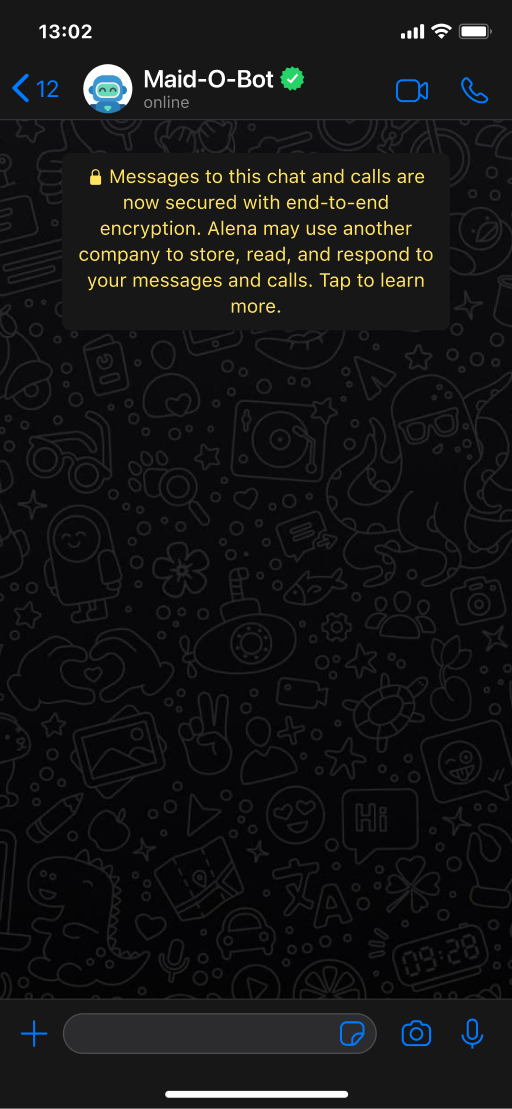 13:02
12
Maid-O-Bot
online
Messages to this chat and calls are
now secured with end-to-end
encryption. Alena may use another
company to store, read, and respond to
your messages and calls. Tap to learn
more.
Hi
文A
09:28